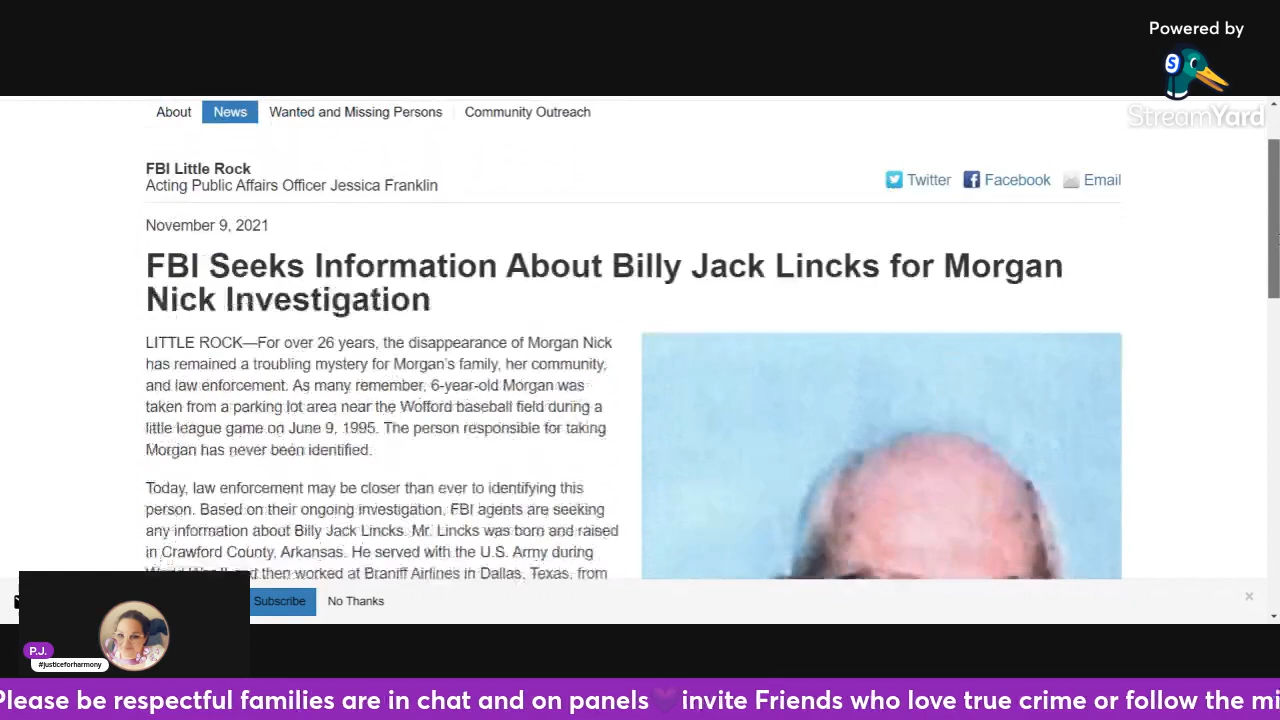 Powered by
StreamYard
About News Wanted and Missing Persons Community Outreach
FBI Little Rock
Acting Public Affairs Officer Jessica Franklin
Twitter Facebook Email
November 9, 2021
FBI Seeks Information About Billy Jack Lincks for Morgan
Nick Investigation
LITTLE ROCK—For over 26 years, the disappearance of Morgan Nick
has remained a troubling mystery for Morgan's family, her community,
and law enforcement. As many remember, 6-year-old Morgan was
taken from a parking lot area near the Wofford baseball field during a
little league game on June 9, 1995. The person responsible for taking
Morgan has never been identified.
Today, law enforcement may be closer than ever to identifying this
person. Based on their ongoing investigation, FBI agents are seeking
any information about Billy Jack Lincks. Mr. Lincks was born and raised
in Crawford County, Arkansas. He served with the U.S. Army during
World War II and then worked at Braniff Airlines in Dallas, Texas, from
Subscribe No Thanks
P.J.
#justiceforharmony
Please be respectful families are in chat and on panels💜invite Friends who love true crime or follow the mi